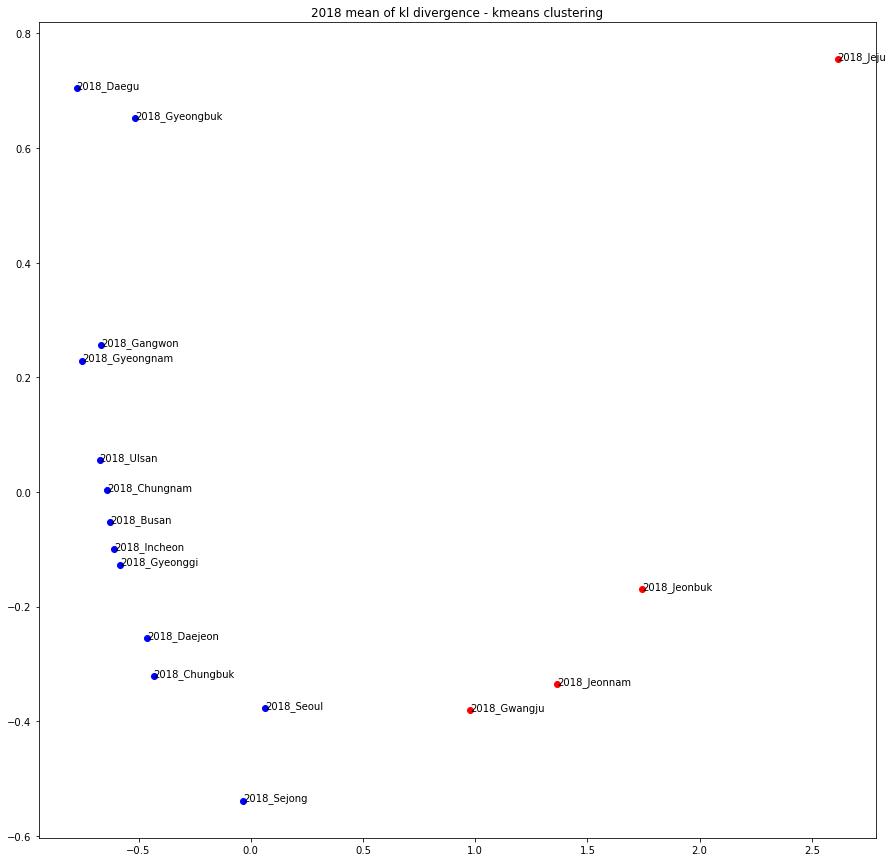 2018 mean of kl divergence - kmeans clustering
0.8
2018_Jeju
2018_Daegu
2018_Gyeongbuk
0.6
0.4
2018_Gangwon
2018_Gyeongnam
0.2
2018_Ulsan
2018_Chungnam
0.0
2018_Busan
2018_Incheon
2018_Gyeonggi
2018_Jeonbuk
−0.2
2018_Daejeon
2018_Chungbuk
2018_Jeonnam
2018_Seoul
2018_Gwangju
−0.4
2018_Sejong
−0.6
−0.5 0.0 0.5 1.0 1.5 2.0 2.5